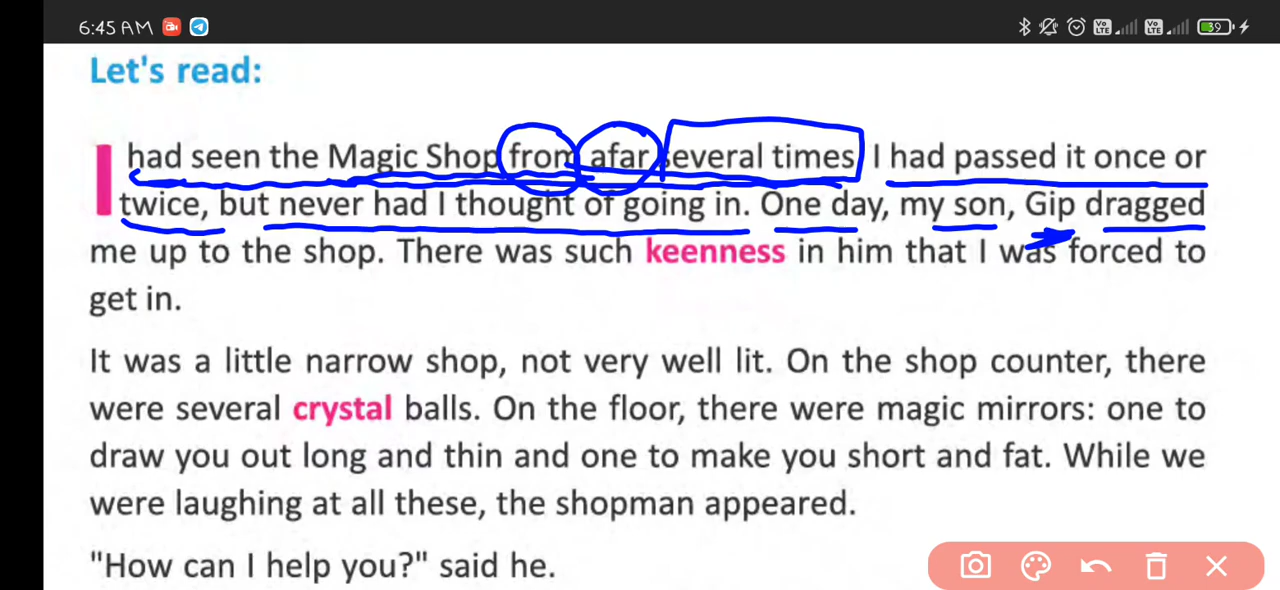 6:45 AM
39
Let's read:
I had seen the Magic Shop from afar several times I had passed it once or
twice, but never had I thought of going in. One day, my son, Gip dragged
me up to the shop. There was such keenness in him that I was forced to
get in.
It was a little narrow shop, not very well lit. On the shop counter, there
were several crystal balls. On the floor, there were magic mirrors: one to
draw you out long and thin and one to make you short and fat. While we
were laughing at all these, the shopman appeared.
"How can I help you?" said he.